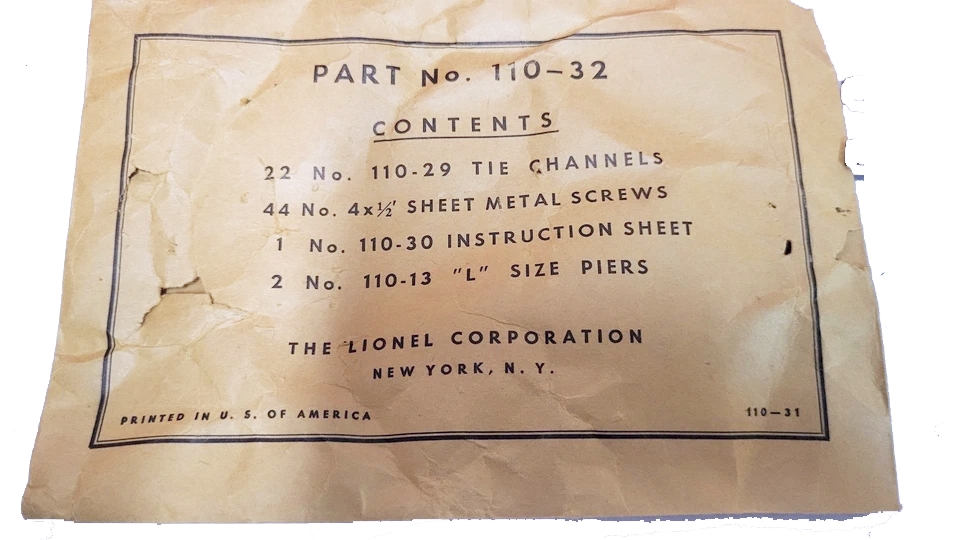 PART No. 110-32
CONTENTS
22 No. 110-29 TIE CHANNELS
44 No. 4x½" SHEET METAL SCREWS
1 No. 110-30 INSTRUCTION SHEET
2 No. 110-13 "L" SIZE PIERS
THE LIONEL CORPORATION
NEW YORK, N. Y.
PRINTED IN U. S. OF AMERICA
110-31